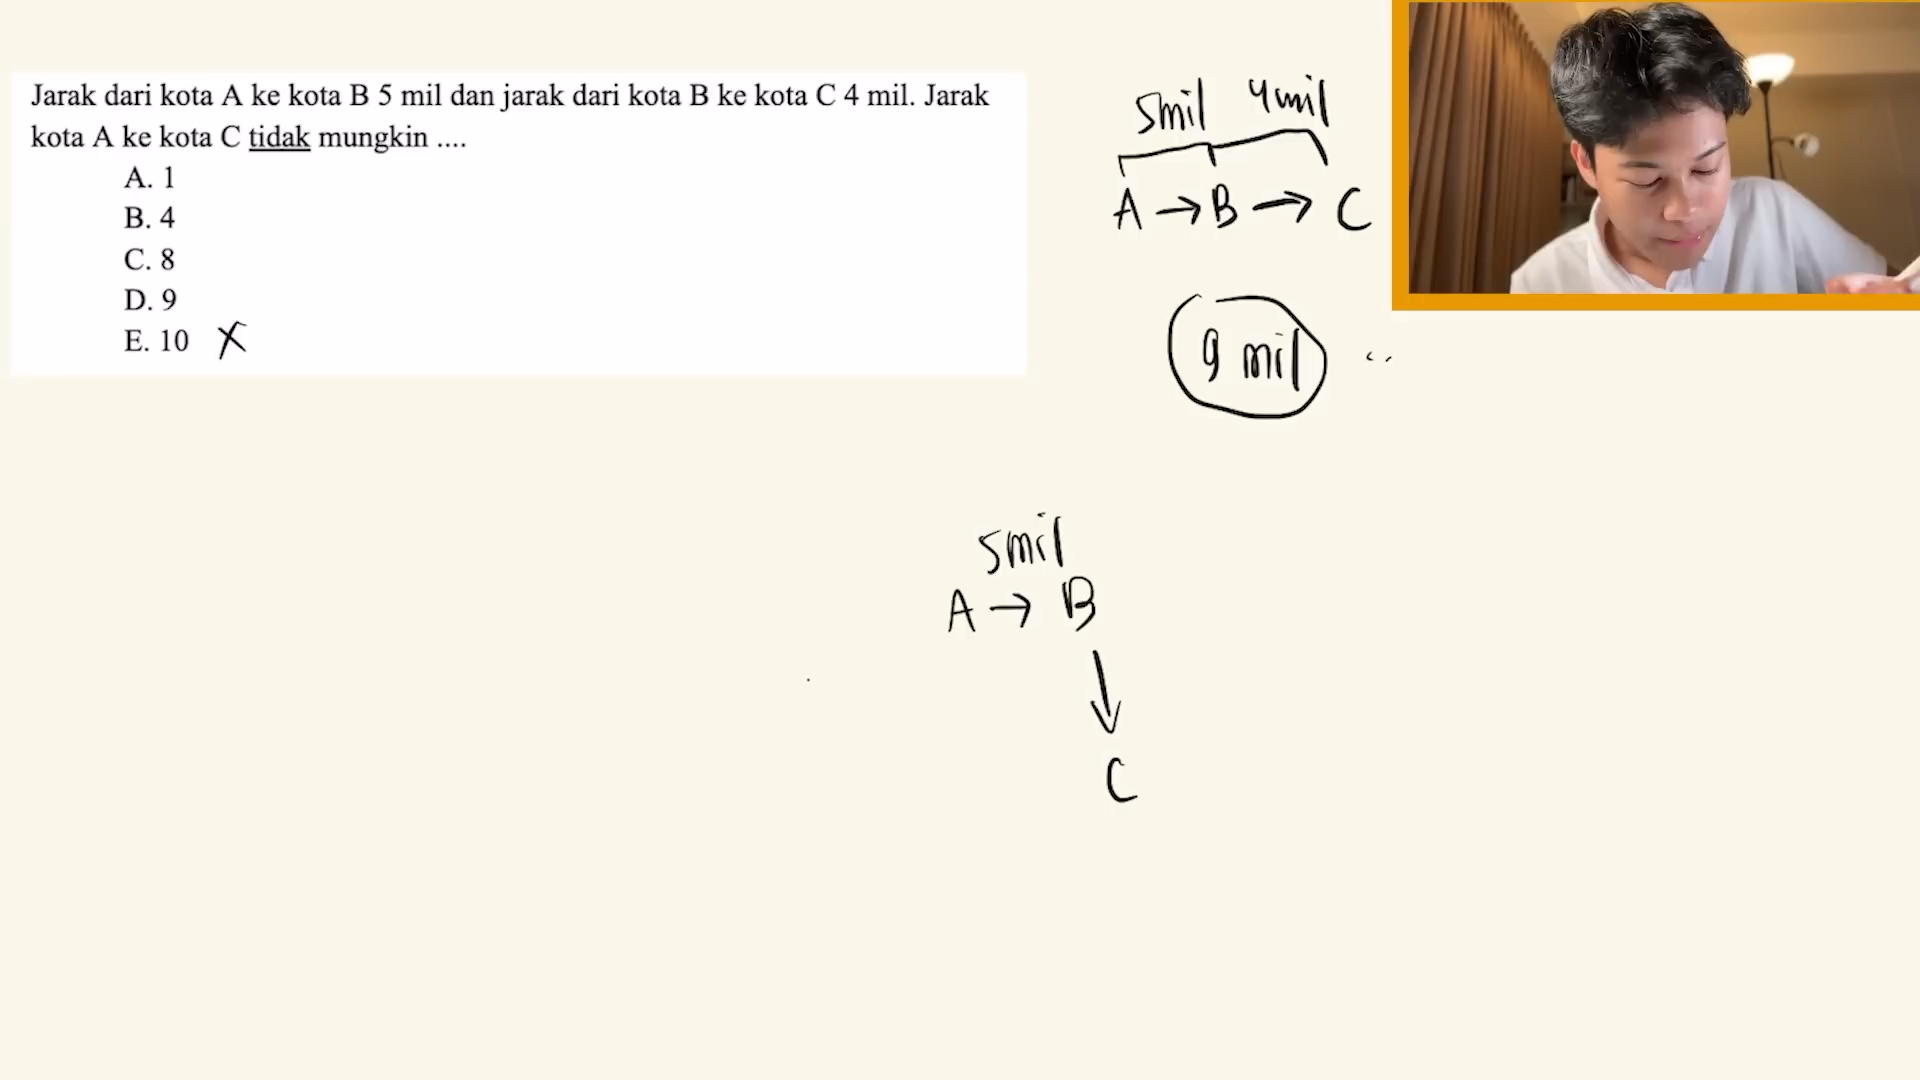 Jarak dari kota A ke kota B 5 mil dan jarak dari kota B ke kota C 4 mil. Jarak
kota A ke kota C tidak mungkin ....
A. 1
B. 4
C. 8
D. 9
E. 10 X
5mil 4mil
A → B → C
9 mil
5mil
A → B
↓
C